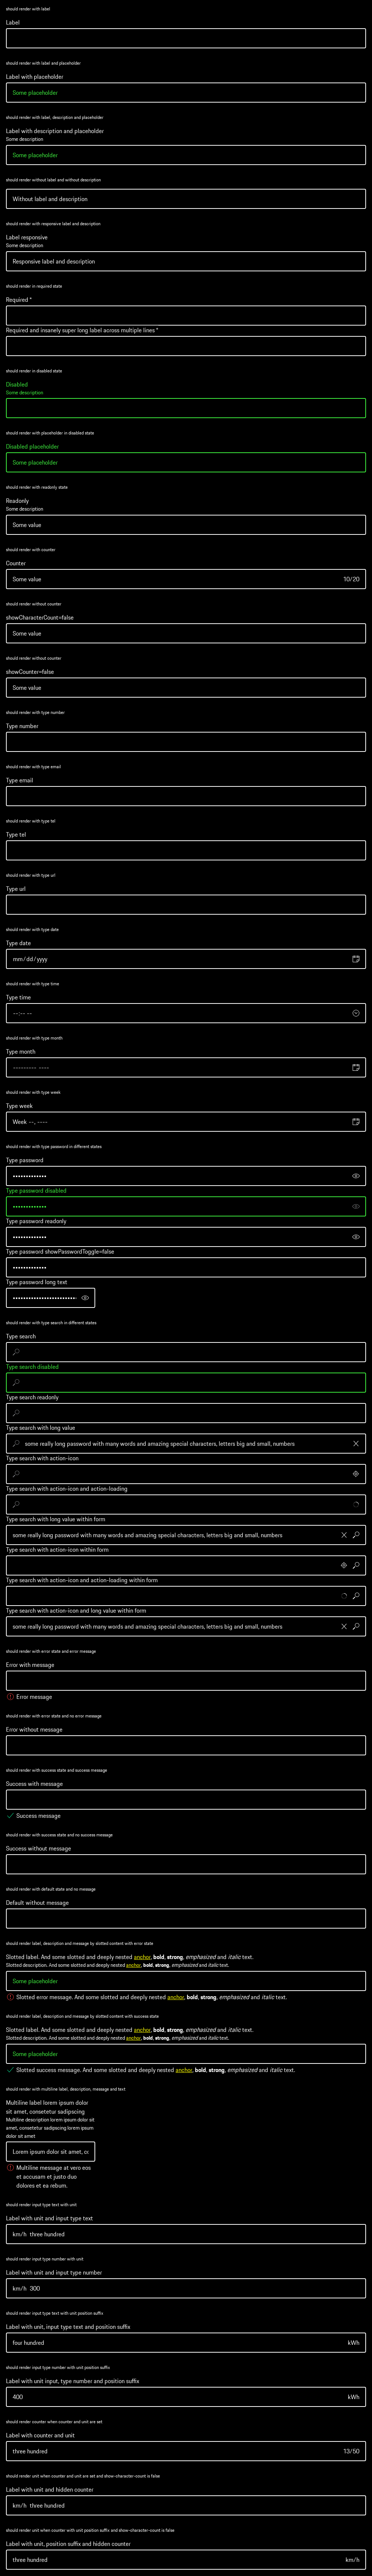 should render with label
Label
should render with label and placeholder
Label with placeholder
Some placeholder
should render with label, description and placeholder
Label with description and placeholder
Some description
Some placeholder
should render without label and without description
Without label and description
should render with responsive label and description
Label responsive
Some description
Responsive label and description
should render in required state
Required *
Required and insanely super long label across multiple lines *
should render in disabled state
Disabled
Some description
should render with placeholder in disabled state
Disabled placeholder
Some placeholder
should render with readonly state
Readonly
Some description
Some value
should render with counter
Counter
Some value 10/20
should render without counter
showCharacterCount=false
Some value
should render without counter
showCounter=false
Some value
should render with type number
Type number
should render with type email
Type email
should render with type tel
Type tel
should render with type url
Type url
should render with type date
Type date
mm/dd/yyyy
should render with type time
Type time
--:-- --
should render with type month
Type month
--------- ----
should render with type week
Type week
Week --, ----
should render with type password in different states
Type password
•••••••••••••
Type password disabled
•••••••••••••
Type password readonly
•••••••••••••
Type password showPasswordToggle=false
•••••••••••••
Type password long text
•••••••••••••••••••••••••
should render with type search in different states
Type search
Type search disabled
Type search readonly
Type search with long value
some really long password with many words and amazing special characters, letters big and small, numbers
Type search with action-icon
Type search with action-icon and action-loading
Type search with long value within form
some really long password with many words and amazing special characters, letters big and small, numbers
Type search with action-icon within form
Type search with action-icon and action-loading within form
Type search with action-icon and long value within form
some really long password with many words and amazing special characters, letters big and small, numbers
should render with error state and error message
Error with message
Error message
should render with error state and no error message
Error without message
should render with success state and success message
Success with message
Success message
should render with success state and no success message
Success without message
should render with default state and no message
Default without message
should render label, description and message by slotted content with error state
Slotted label. And some slotted and deeply nested anchor, bold, strong, emphasized and italic text.
Slotted description. And some slotted and deeply nested anchor, bold, strong, emphasized and italic text.
Some placeholder
Slotted error message. And some slotted and deeply nested anchor, bold, strong, emphasized and italic text.
should render label, description and message by slotted content with success state
Slotted label. And some slotted and deeply nested anchor, bold, strong, emphasized and italic text.
Slotted description. And some slotted and deeply nested anchor, bold, strong, emphasized and italic text.
Some placeholder
Slotted success message. And some slotted and deeply nested anchor, bold, strong, emphasized and italic text.
should render with multiline label, description, message and text
Multiline label lorem ipsum dolor
sit amet, consetetur sadipscing
Multiline description lorem ipsum dolor sit
amet, consetetur sadipscing lorem ipsum
dolor sit amet
Lorem ipsum dolor sit amet, co
Multiline message at vero eos
et accusam et justo duo
dolores et ea rebum.
should render input type text with unit
Label with unit and input type text
km/h three hundred
should render input type number with unit
Label with unit and input type number
km/h 300
should render input type text with unit position suffix
Label with unit, input type text and position suffix
four hundred kWh
should render input type number with unit position suffix
Label with unit input, type number and position suffix
400 kWh
should render counter when counter and unit are set
Label with counter and unit
three hundred 13/50
should render unit when counter and unit are set and show-character-count is false
Label with unit and hidden counter
km/h three hundred
should render unit when counter and unit with unit position suffix and show-character-count is false
Label with unit, position suffix and hidden counter
three hundred km/h